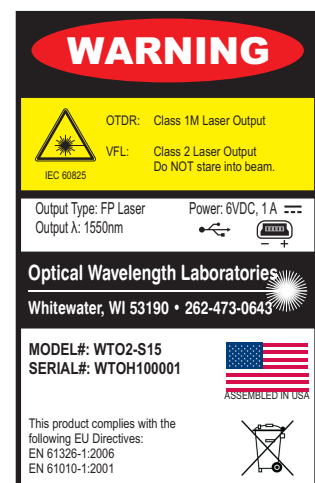 WARNING
OTDR: Class 1M Laser Output
VFL: Class 2 Laser Output
Do NOT stare into beam.
IEC 60825
Output Type: FP Laser Power: 6VDC, 1 A
Output λ: 1550nm
– +
Optical Wavelength Laboratories
Whitewater, WI 53190 • 262-473-0643
MODEL#: WTO2-S15
SERIAL#: WTOH100001
ASSEMBLED IN USA
This product complies with the
following EU Directives:
EN 61326-1:2006
EN 61010-1:2001